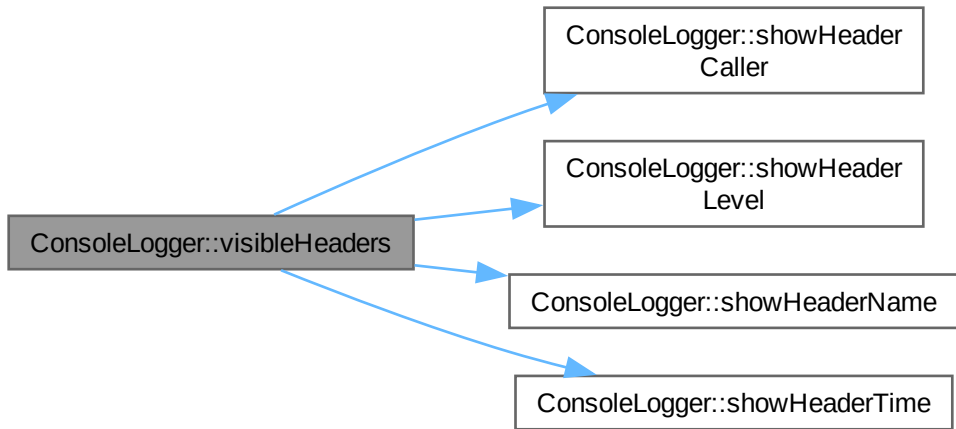 ConsoleLogger::showHeader
Caller
ConsoleLogger::showHeader
Level
ConsoleLogger::visibleHeaders
ConsoleLogger::showHeaderName
ConsoleLogger::showHeaderTime